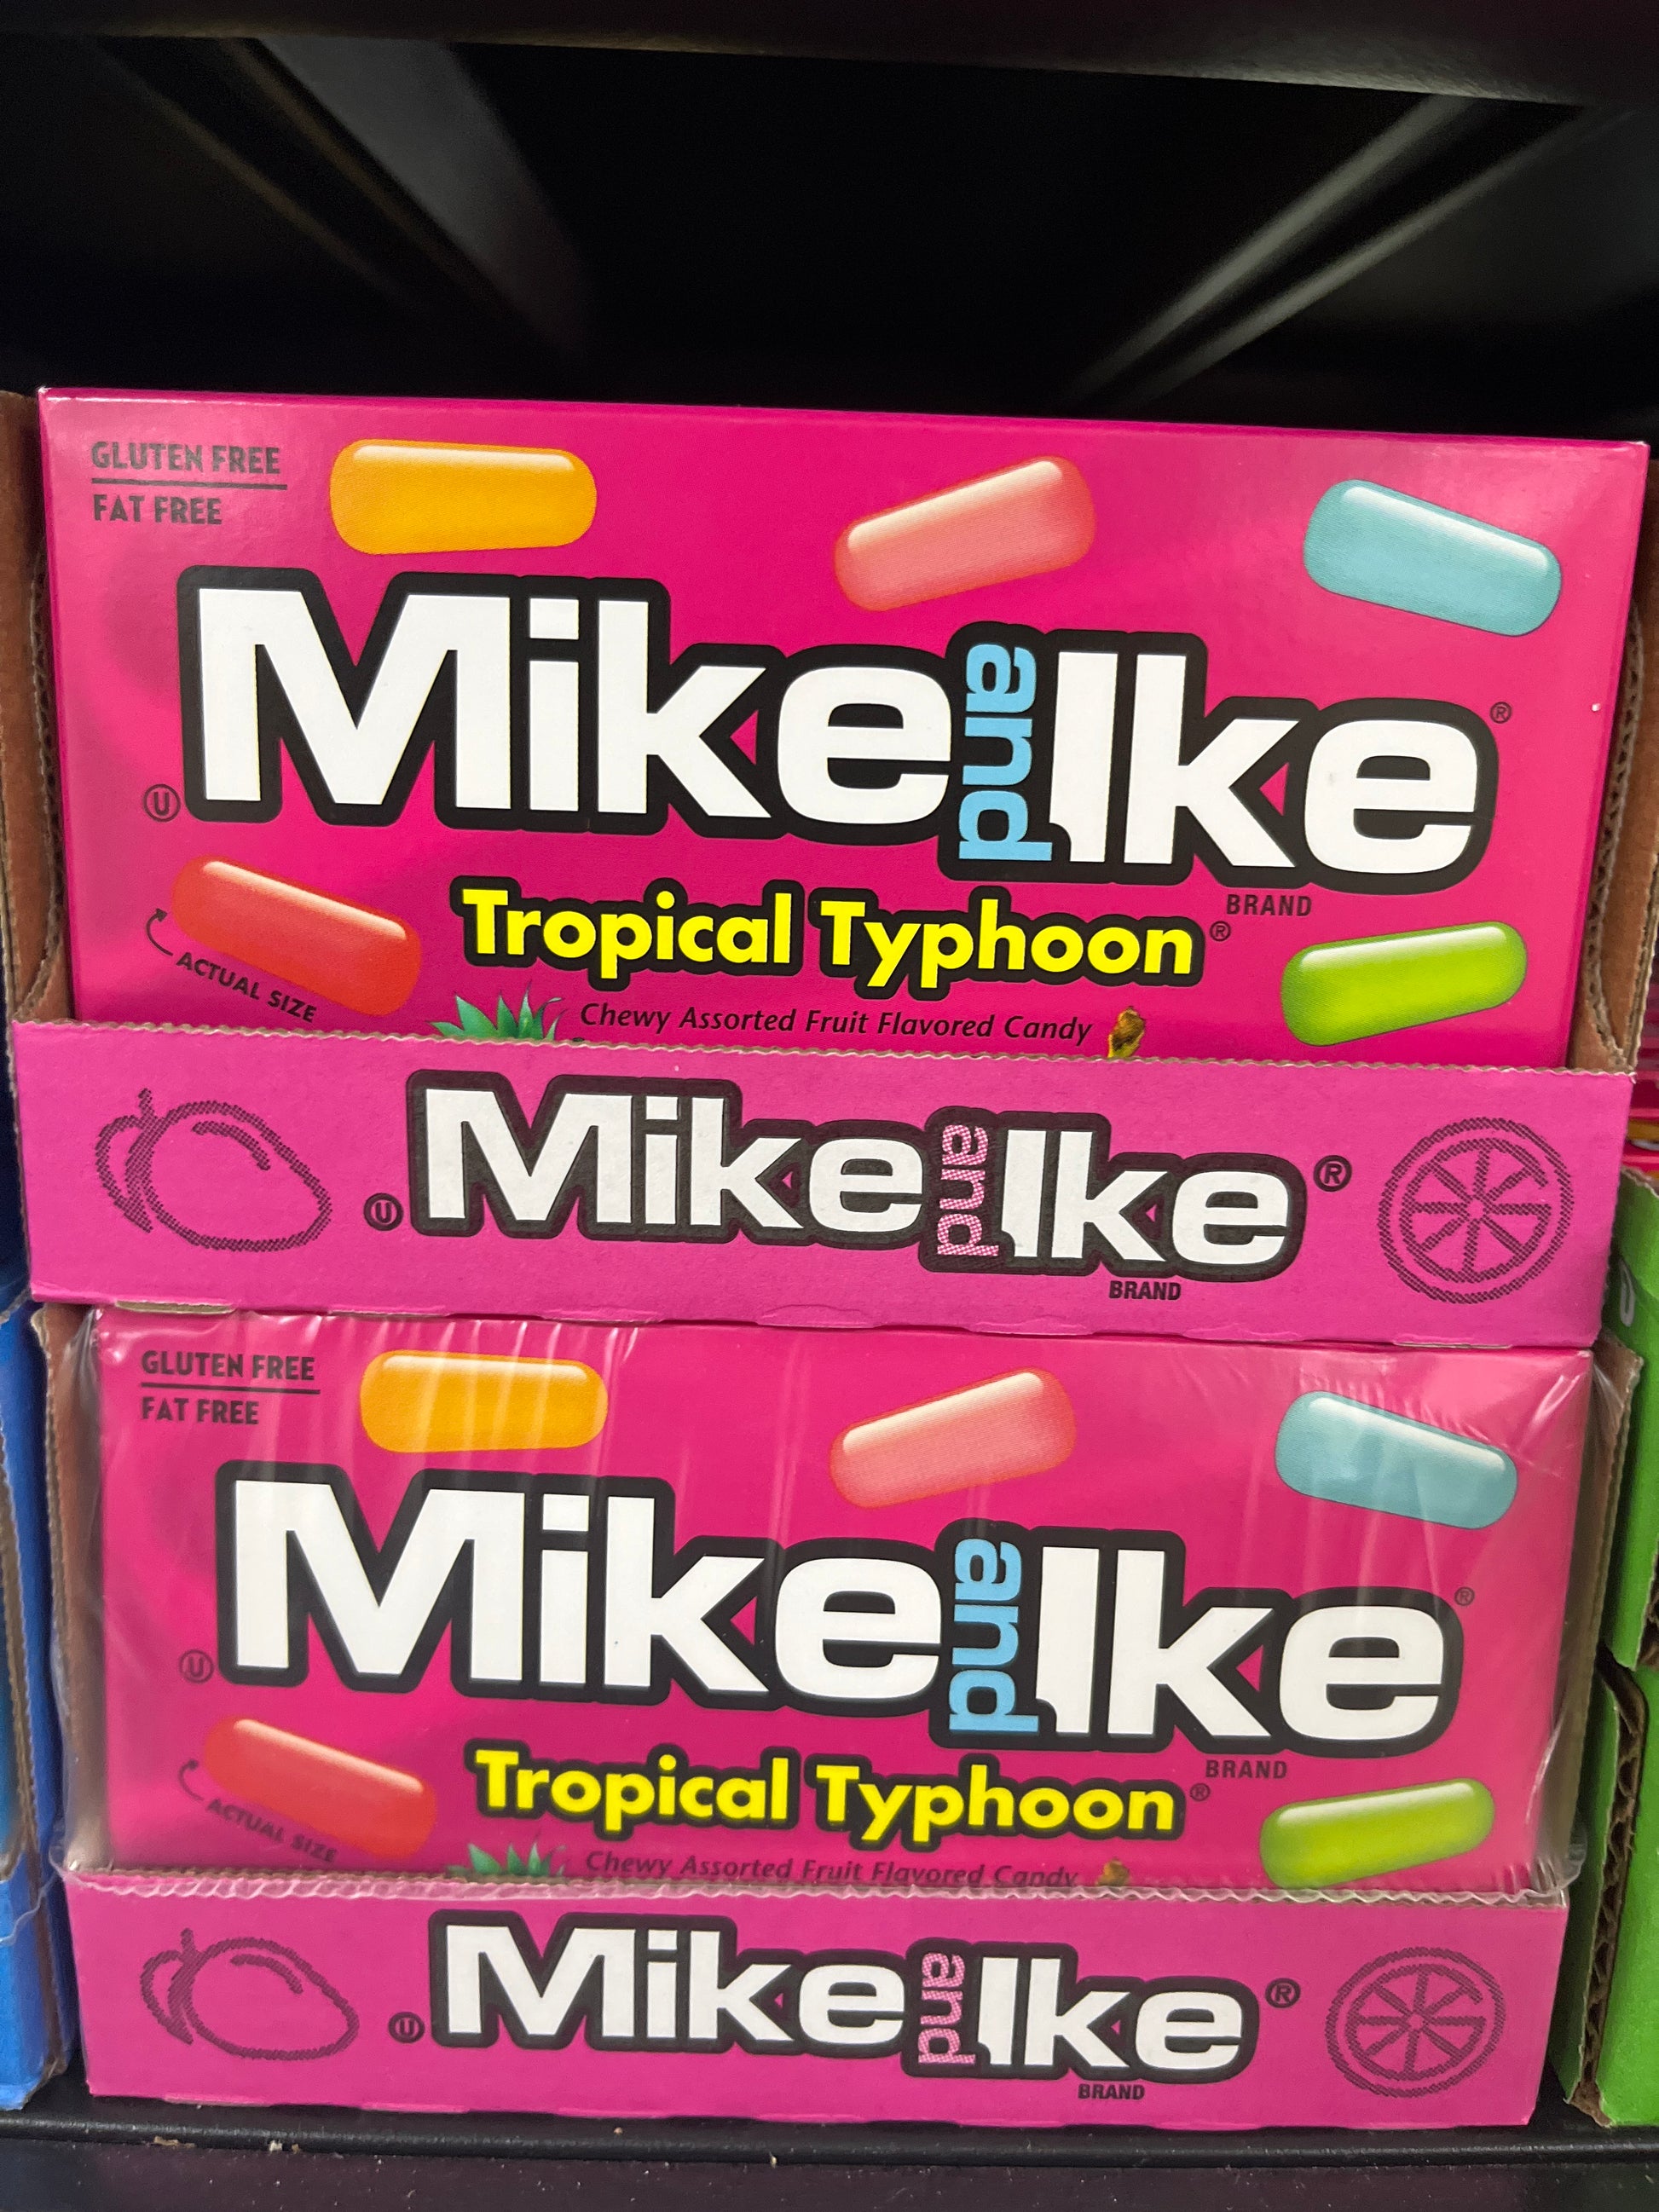 GLUTEN FREE
FAT FREE
Mike and Ike®
BRAND
U
Tropical Typhoon®
ACTUAL SIZE
Chewy Assorted Fruit Flavored Candy
U Mike and Ike®
BRAND
GLUTEN FREE
FAT FREE
Mike and Ike®
BRAND
U
Tropical Typhoon®
ACTUAL SIZE
Chewy Assorted Fruit Flavored Candy
U Mike and Ike®
BRAND